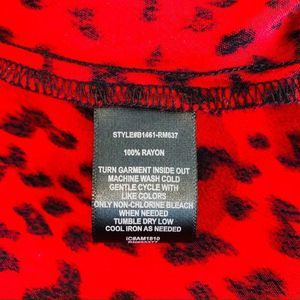 STYLE#B1461-RM637
100% RAYON
TURN GARMENT INSIDE OUT
MACHINE WASH COLD
GENTLE CYCLE WITH
LIKE COLORS
ONLY NON-CHLORINE BLEACH
WHEN NEEDED
TUMBLE DRY LOW
COOL IRON AS NEEDED